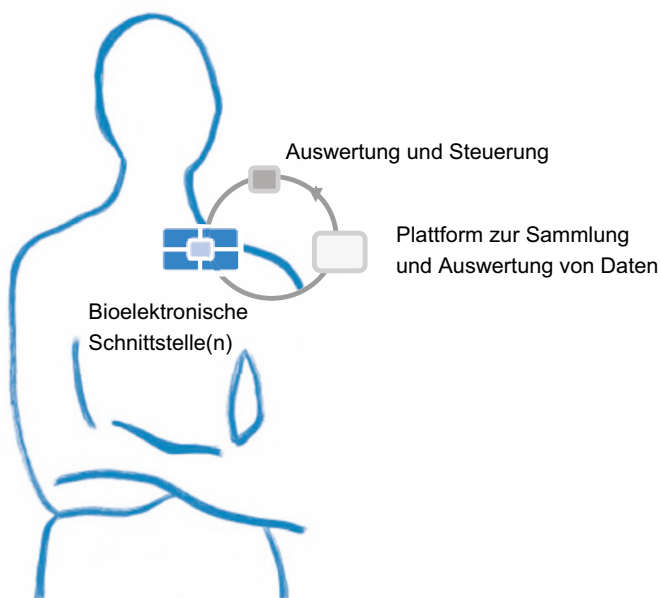 Auswertung und Steuerung
Plattform zur Sammlung
und Auswertung von Daten
Bioelektronische
Schnittstelle(n)